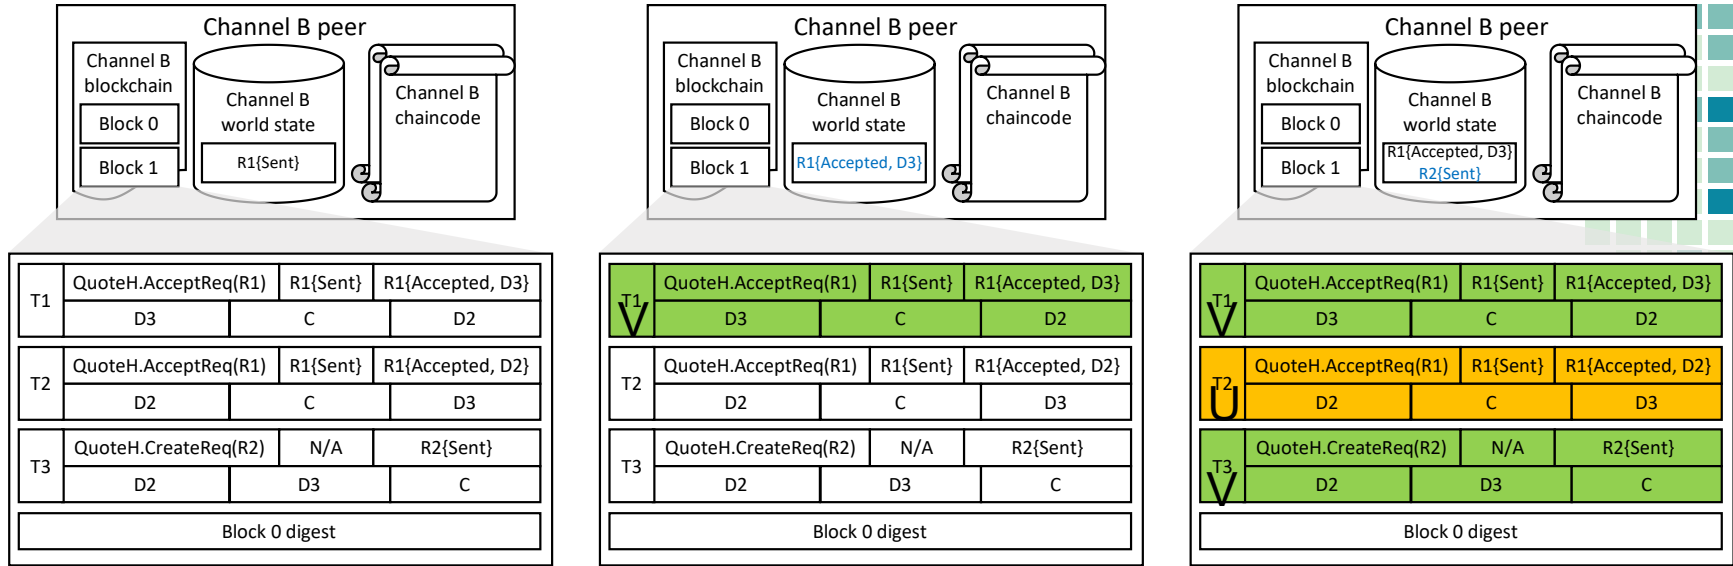 Channel B peer
Channel B
blockchain
Block 0
Block 1
Channel B
world state
R1{Sent}
Channel B
chaincode
T1
QuoteH.AcceptReq(R1)
R1{Sent}
R1{Accepted, D3}
D3
C
D2
T2
QuoteH.AcceptReq(R1)
R1{Sent}
R1{Accepted, D2}
D2
C
D3
T3
QuoteH.CreateReq(R2)
N/A
R2{Sent}
D2
D3
C
Block 0 digest
Channel B peer
Channel B
blockchain
Block 0
Block 1
Channel B
world state
R1{Accepted, D3}
Channel B
chaincode
T1
V
QuoteH.AcceptReq(R1)
R1{Sent}
R1{Accepted, D3}
D3
C
D2
T2
QuoteH.AcceptReq(R1)
R1{Sent}
R1{Accepted, D2}
D2
C
D3
T3
QuoteH.CreateReq(R2)
N/A
R2{Sent}
D2
D3
C
Block 0 digest
Channel B peer
Channel B
blockchain
Block 0
Block 1
Channel B
world state
R1{Accepted, D3}
R2{Sent}
Channel B
chaincode
T1
V
QuoteH.AcceptReq(R1)
R1{Sent}
R1{Accepted, D3}
D3
C
D2
T2
U
QuoteH.AcceptReq(R1)
R1{Sent}
R1{Accepted, D2}
D2
C
D3
T3
V
QuoteH.CreateReq(R2)
N/A
R2{Sent}
D2
D3
C
Block 0 digest